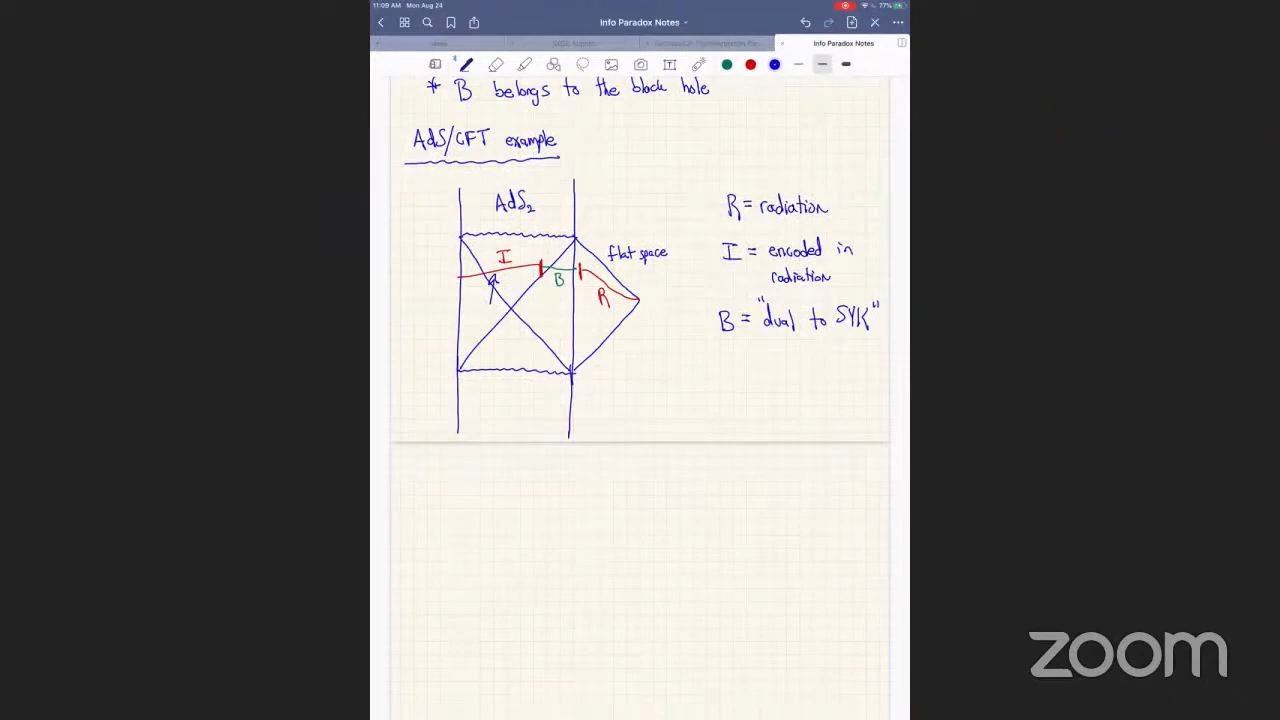 11:09 AM Mon Aug 24
77%
Info Paradox Notes
Info Paradox Notes
* B belongs to the black hole
AdS/CFT example
AdS₂
R = radiation
I
flat space
I = encoded in
radiation
B
R
B = "dual to SYK"
zoom